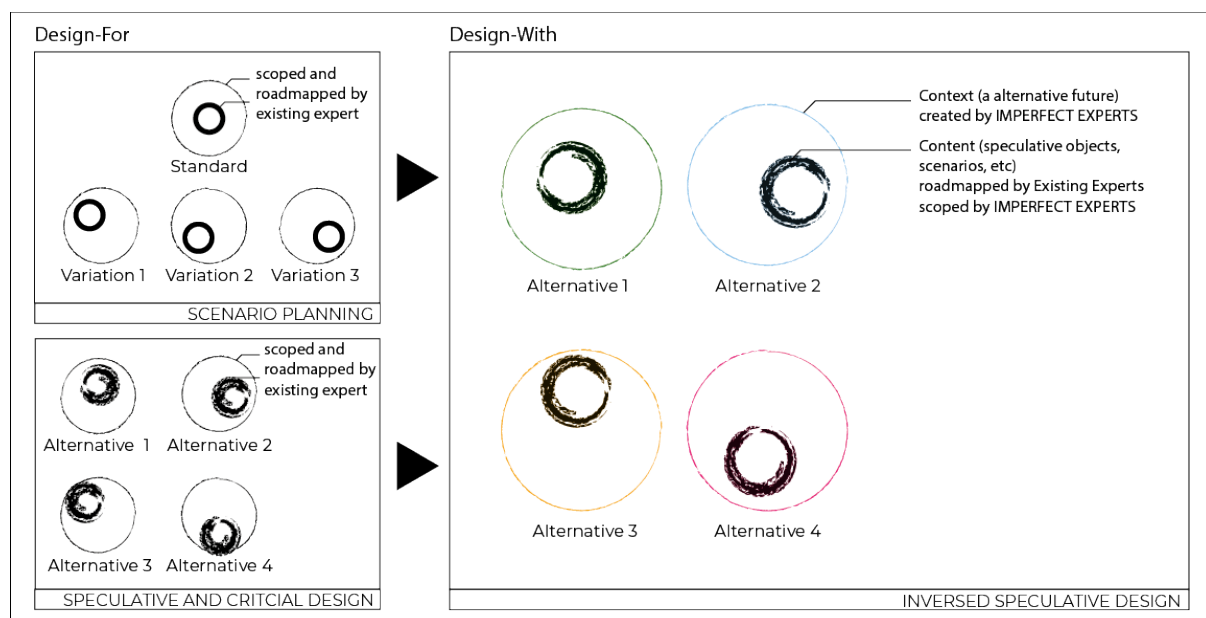 Design-For
scoped and
roadmapped by
existing expert
Standard
Variation 1
Variation 2
Variation 3
SCENARIO PLANNING
scoped and
roadmapped by
existing expert
Alternative 1
Alternative 2
Alternative 3
Alternative 4
SPECULATIVE AND CRITCIAL DESIGN
Design-With
Context (a alternative future)
created by IMPERFECT EXPERTS
Content (speculative objects,
scenarios, etc)
roadmapped by Existing Experts
scoped by IMPERFECT EXPERTS
Alternative 1
Alternative 2
Alternative 3
Alternative 4
INVERSED SPECULATIVE DESIGN